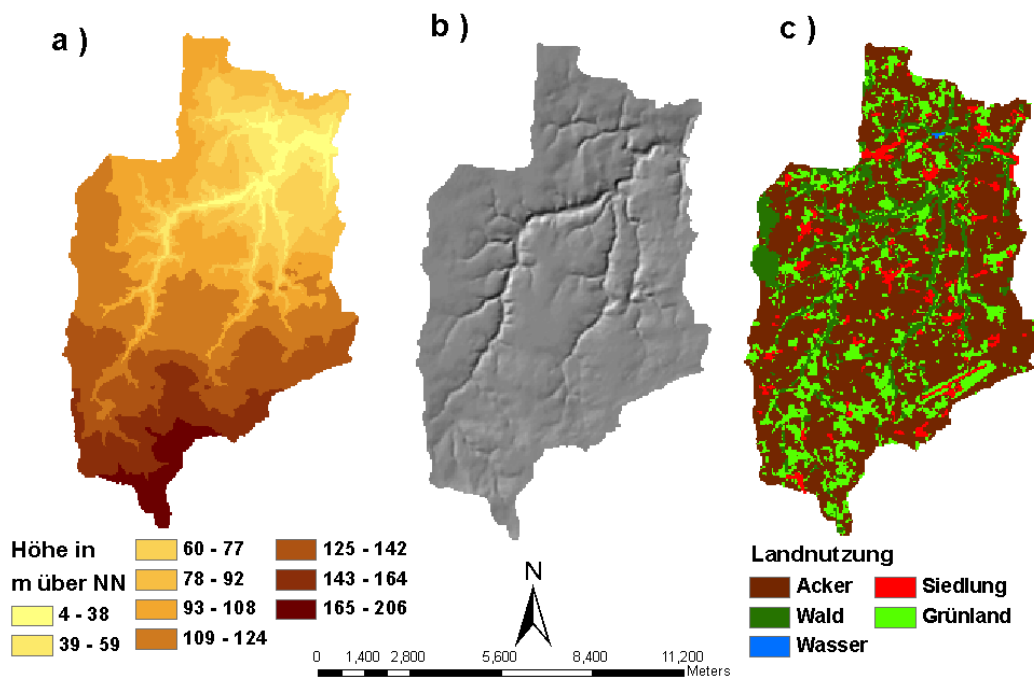 a )
b )
c )
Höhe in
m über NN
4 - 38
39 - 59
60 - 77
78 - 92
93 - 108
109 - 124
125 - 142
143 - 164
165 - 206
N
0 1,400 2,800 5,600 8,400 11,200
Meters
Landnutzung
Acker
Wald
Wasser
Siedlung
Grünland